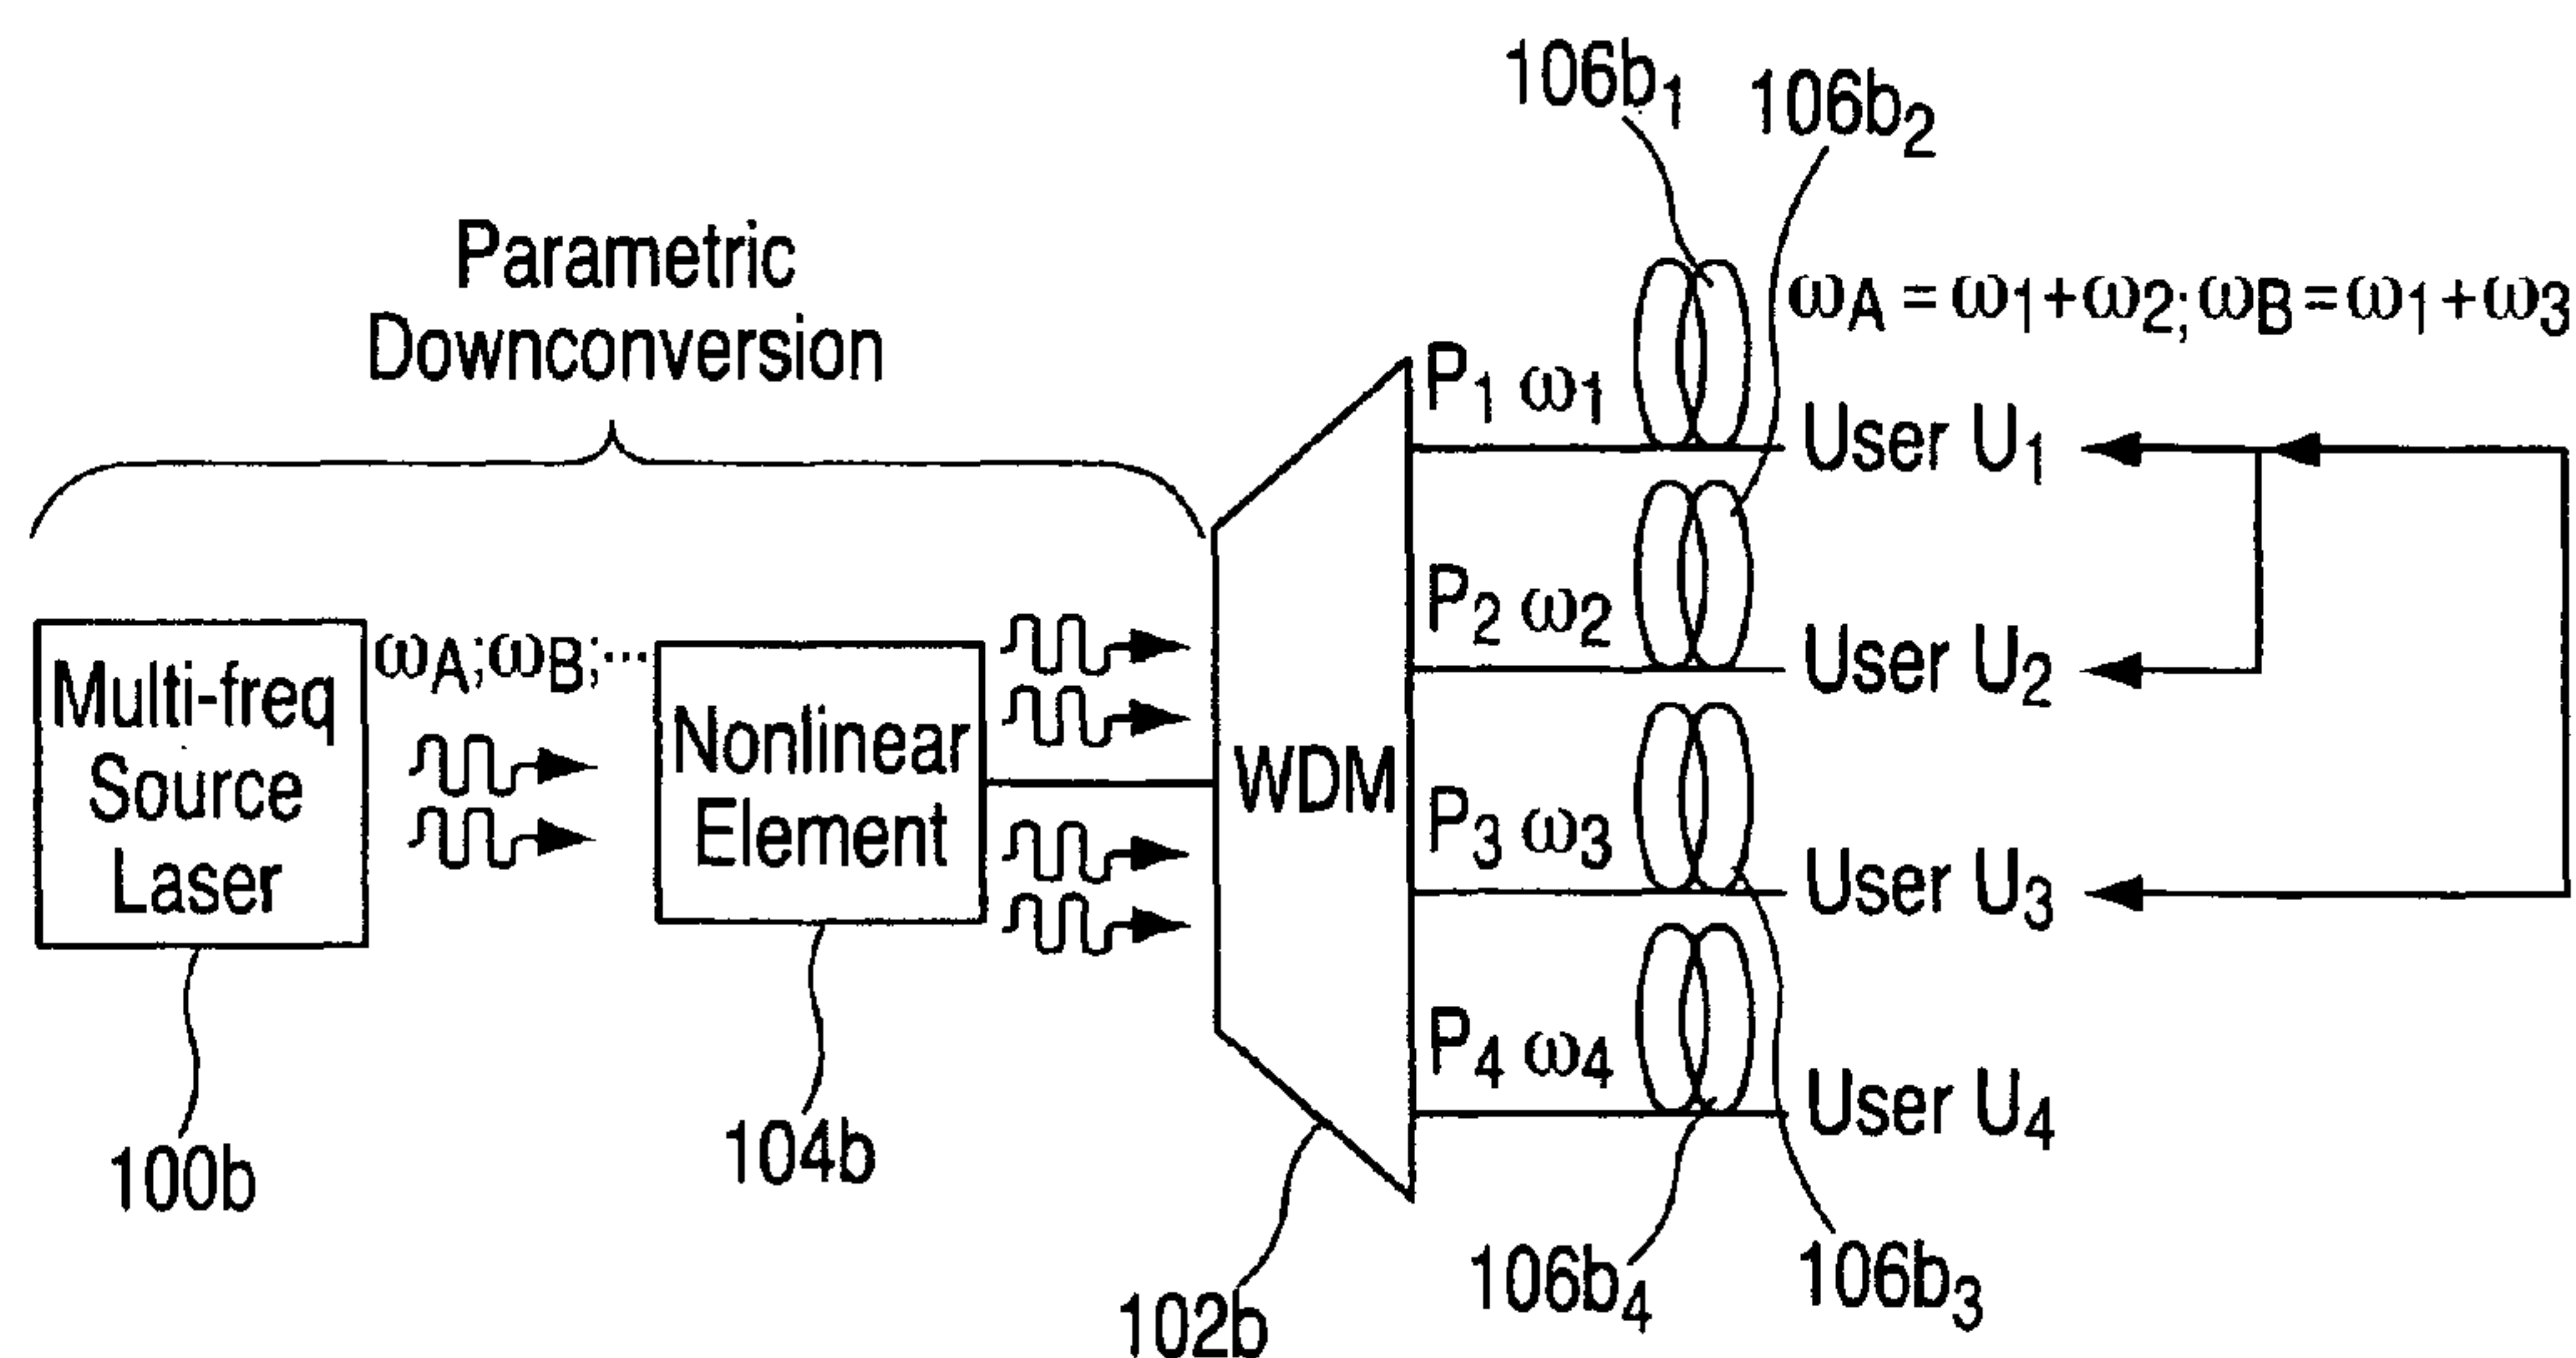 106b₁
106b₂
Parametric
Downconversion
ωA = ω1+ω2;ωB = ω1+ω3
P₁ ω1
User U₁
P₂ ω2
User U₂
Multi-freq
Source
Laser
ωA;ωB;...
Nonlinear
Element
WDM
P₃ ω3
User U₃
P₄ ω4
User U₄
100b
104b
102b
106b₄
106b₃